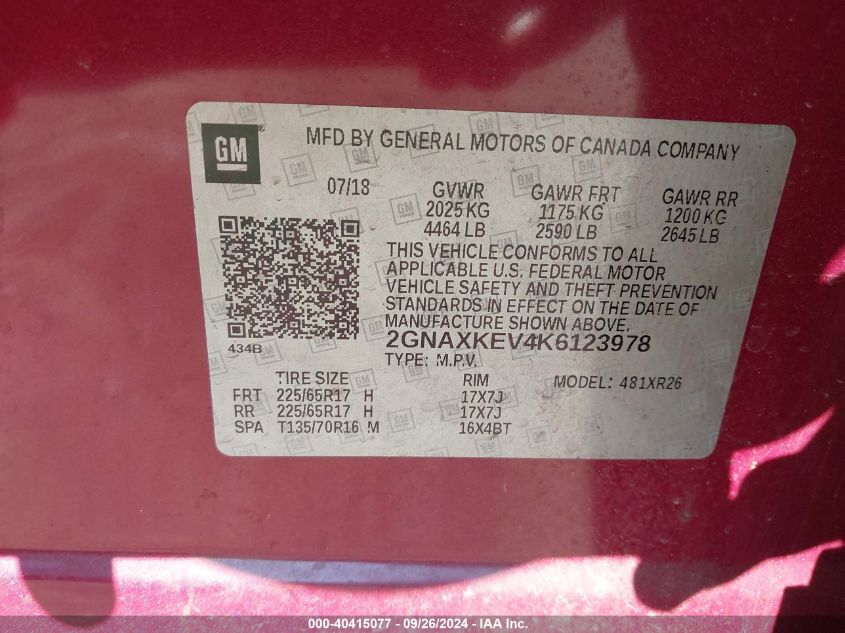 GM
MFD BY GENERAL MOTORS OF CANADA COMPANY
07/18 GVWR GAWR FRT GAWR RR
2025 KG 1175 KG 1200 KG
4464 LB 2590 LB 2645 LB
THIS VEHICLE CONFORMS TO ALL
APPLICABLE U.S. FEDERAL MOTOR
VEHICLE SAFETY AND THEFT PREVENTION
STANDARDS IN EFFECT ON THE DATE OF
MANUFACTURE SHOWN ABOVE.
434B 2GNAXKEV4K6123978
TYPE: M.P.V.
TIRE SIZE RIM MODEL: 481XR26
FRT 225/65R17 H 17X7J
RR 225/65R17 H 17X7J
SPA T135/70R16 M 16X4BT
000-40415077 - 09/26/2024 - IAA Inc.